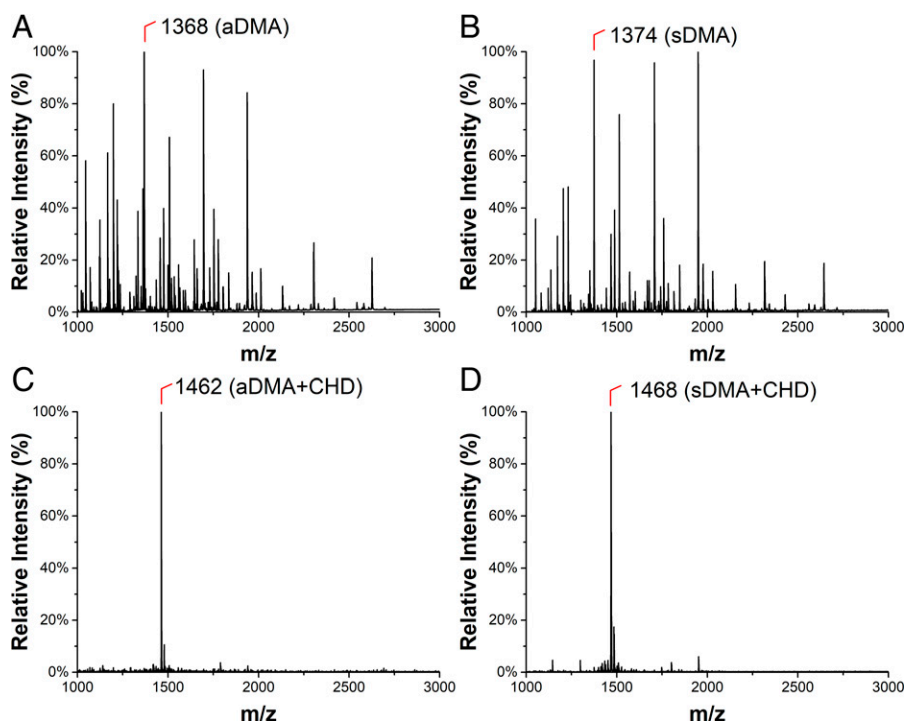 A
1368 (aDMA)
Relative Intensity (%)
100%
80%
60%
40%
20%
0%
1000 1500 2000 2500 3000
m/z
B
1374 (sDMA)
Relative Intensity (%)
100%
80%
60%
40%
20%
0%
1000 1500 2000 2500 3000
m/z
C
1462 (aDMA+CHD)
Relative Intensity (%)
100%
80%
60%
40%
20%
0%
1000 1500 2000 2500 3000
m/z
D
1468 (sDMA+CHD)
Relative Intensity (%)
100%
80%
60%
40%
20%
0%
1000 1500 2000 2500 3000
m/z